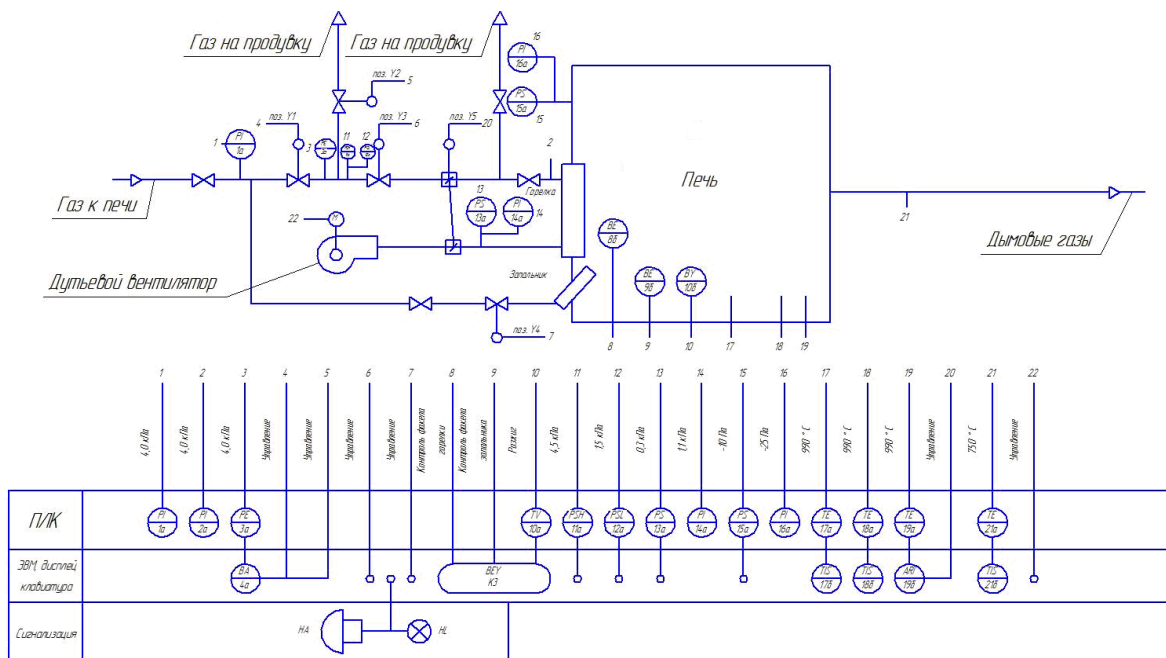 Газ на продувку
Газ на продувку
16
PI
16а
поз. Y2
5
PS
15а
15
4
поз. Y1
поз. Y3
6
поз. Y5
20
1
PI
1а
3
11
12
2
Печь
Газ к печи
13
Горелка
PS
13а
PI
14а
14
22
М
BE
8б
21
Дымовые газы
Дутьевой вентилятор
Запальник
BE
9б
BY
10б
поз. Y4
7
8
9
10
17
18
19
1
2
3
4
5
6
7
8
9
10
11
12
13
14
15
16
17
18
19
20
21
22
4,0 кПа
4,0 кПа
4,0 кПа
Управление
Управление
Управление
Управление
Контроль факела горелки
Контроль факела запальника
Розжиг
4,5 кПа
1,5 кПа
0,3 кПа
1,1 кПа
-10 Па
-25 Па
990 ° С
990 ° С
990 ° С
Управление
750 ° С
Управление
ПЛК
PI
1а
PI
2а
PE
3а
TV
10а
PSH
11а
PSL
12а
PS
13а
PI
14а
PS
15а
PI
16а
TE
17а
TE
18а
TE
19а
TE
21а
ЭВМ, дисплей
клавиатура
BA
4а
BEY
КЗ
TIS
17б
TIS
18б
ARI
19б
TIS
21б
Сигнализация
НА
HL